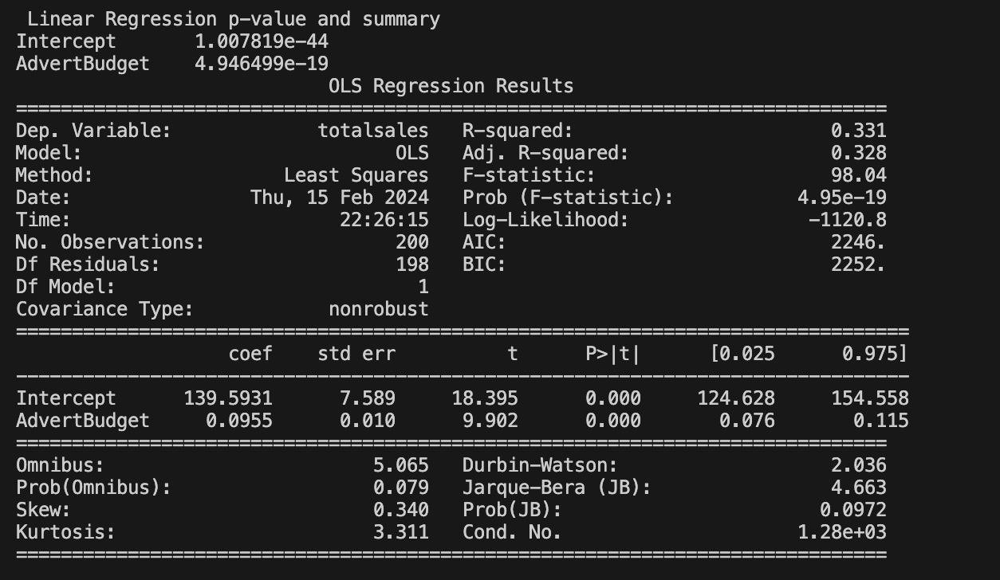 Linear Regression p-value and summary
Intercept       1.007819e-44
AdvertBudget    4.946499e-19
                            OLS Regression Results
==============================================================================
Dep. Variable:             totalsales   R-squared:                       0.331
Model:                            OLS   Adj. R-squared:                  0.328
Method:                 Least Squares   F-statistic:                     98.04
Date:                Thu, 15 Feb 2024   Prob (F-statistic):           4.95e-19
Time:                        22:26:15   Log-Likelihood:                -1120.8
No. Observations:                 200   AIC:                             2246.
Df Residuals:                     198   BIC:                             2252.
Df Model:                           1
Covariance Type:            nonrobust
================================================================================
                   coef    std err          t      P>|t|      [0.025      0.975]
--------------------------------------------------------------------------------
Intercept      139.5931      7.589     18.395      0.000     124.628     154.558
AdvertBudget     0.0955      0.010      9.902      0.000       0.076       0.115
==============================================================================
Omnibus:                        5.065   Durbin-Watson:                   2.036
Prob(Omnibus):                  0.079   Jarque-Bera (JB):                4.663
Skew:                           0.340   Prob(JB):                       0.0972
Kurtosis:                       3.311   Cond. No.                     1.28e+03
==============================================================================